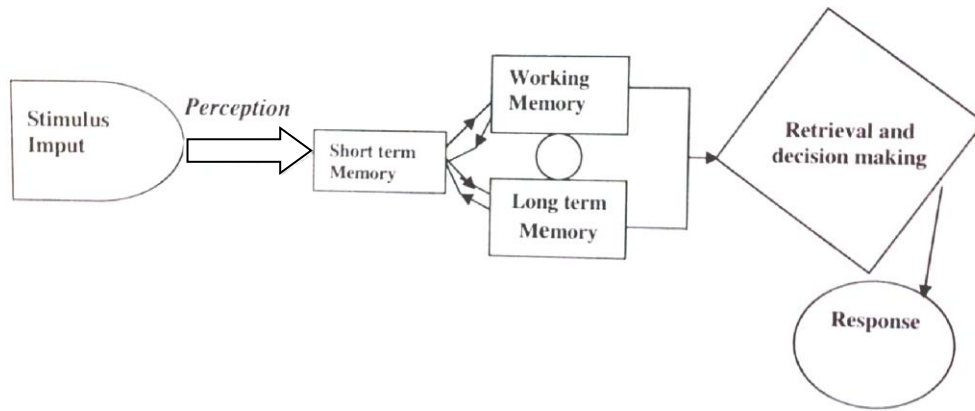 Stimulus
Imput
Perception
Short term
Memory
Working
Memory
Long term
Memory
Retrieval and
decision making
Response